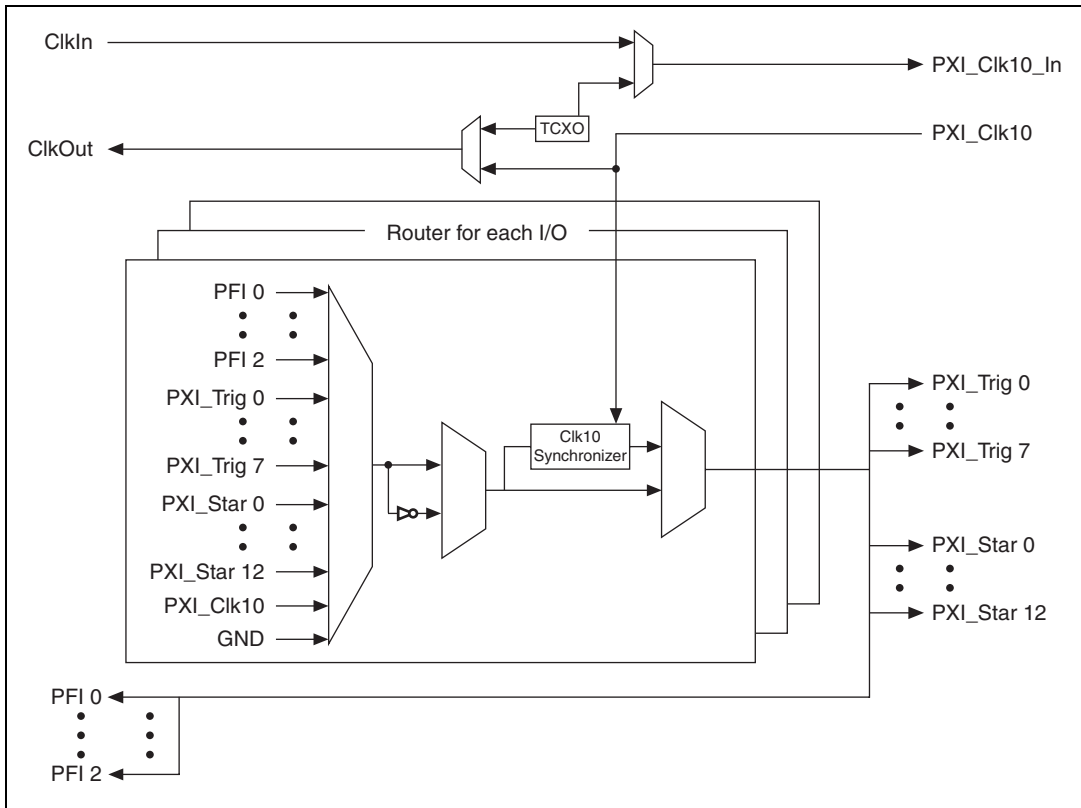 ClkIn
PXI_Clk10_In
TCXO
PXI_Clk10
ClkOut
Router for each I/O
PFI 0
PFI 2
PXI_Trig 0
PXI_Trig 7
PXI_Star 0
PXI_Star 12
PXI_Clk10
GND
Clk10
Synchronizer
PXI_Trig 0
PXI_Trig 7
PXI_Star 0
PXI_Star 12
PFI 0
PFI 2